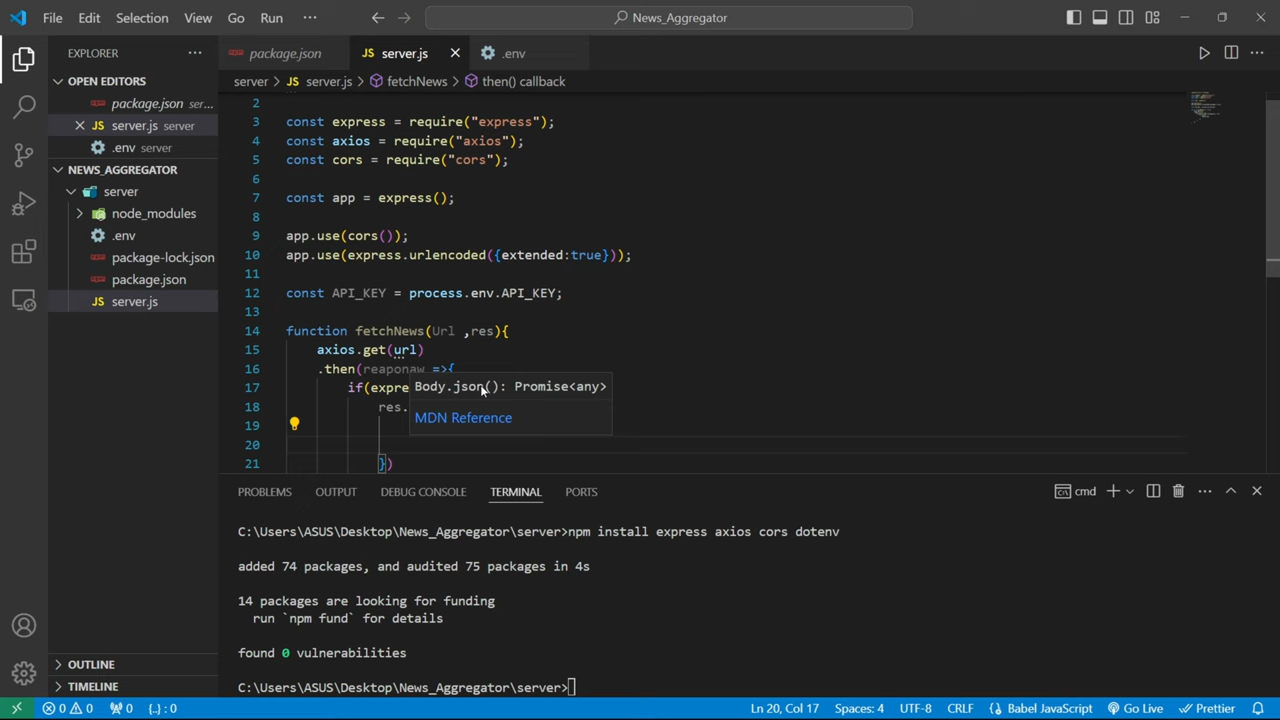 File Edit Selection View Go Run ··· News_Aggregator
EXPLORER
package.json
server.js
.env
OPEN EDITORS
package.json ser...
server.js server
.env server
NEWS_AGGREGATOR
server
node_modules
.env
package-lock.json
package.json
JS server.js
OUTLINE
TIMELINE
server > JS server.js > fetchNews > then() callback
2
3 const express = require("express");
4 const axios = require("axios");
5 const cors = require("cors");
6
7 const app = express();
8
9 app.use(cors());
10 app.use(express.urlencoded({extended:true}));
11
12 const API_KEY = process.env.API_KEY;
13
14 function fetchNews(Url ,res){
15 axios.get(url)
16 .then(reaponaw =>{
17 if(expre
18 res.
19
20
21 })
Body.json(): Promise<any>
MDN Reference
PROBLEMS OUTPUT DEBUG CONSOLE TERMINAL PORTS cmd
C:\Users\ASUS\Desktop\News_Aggregator\server>npm install express axios cors dotenv
added 74 packages, and audited 75 packages in 4s
14 packages are looking for funding
run `npm fund` for details
found 0 vulnerabilities
C:\Users\ASUS\Desktop\News_Aggregator\server>
0 0 0 {..} : 0 Ln 20, Col 17 Spaces: 4 UTF-8 CRLF Babel JavaScript Go Live Prettier